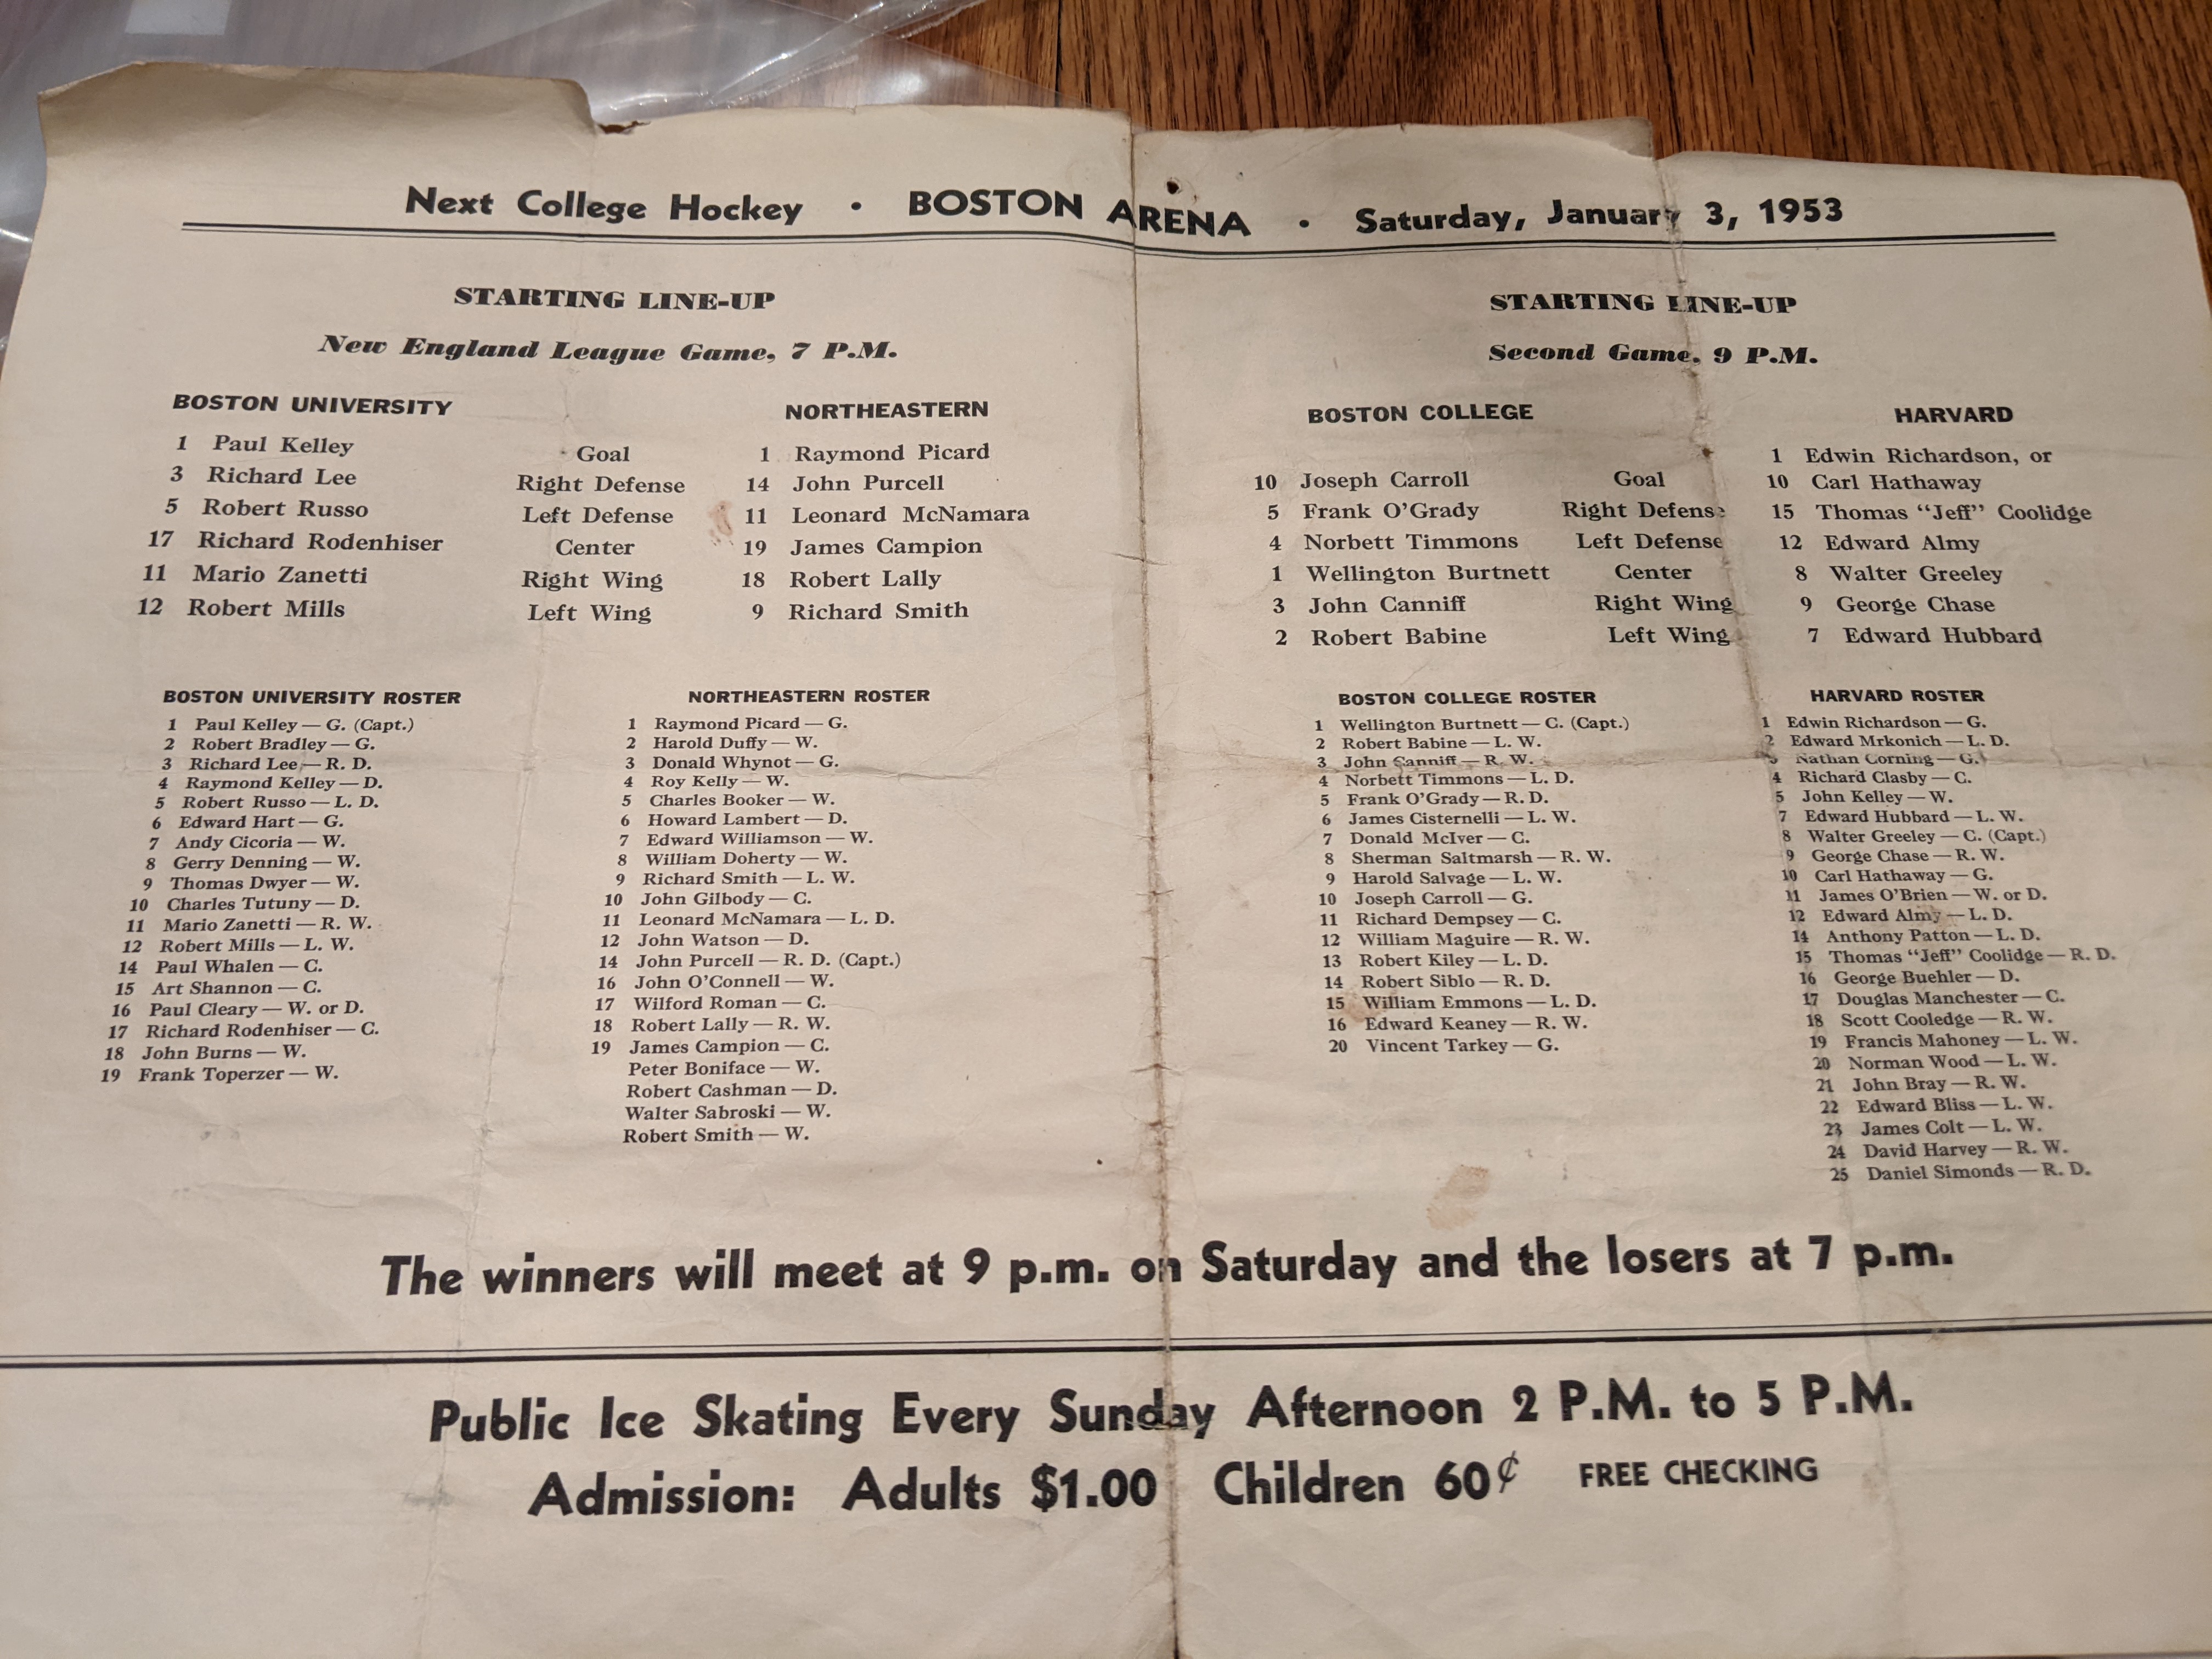 Next College Hockey • BOSTON ARENA • Saturday, January 3, 1953
STARTING LINE-UP
New England League Game, 7 P.M.
BOSTON UNIVERSITY NORTHEASTERN
1 Paul Kelley Goal 1 Raymond Picard
3 Richard Lee Right Defense 14 John Purcell
5 Robert Russo Left Defense 11 Leonard McNamara
17 Richard Rodenhiser Center 19 James Campion
11 Mario Zanetti Right Wing 18 Robert Lally
12 Robert Mills Left Wing 9 Richard Smith
BOSTON UNIVERSITY ROSTER
1 Paul Kelley — G. (Capt.)
2 Robert Bradley — G.
3 Richard Lee — R. D.
4 Raymond Kelley — D.
5 Robert Russo — L. D.
6 Edward Hart — G.
7 Andy Cicoria — W.
8 Gerry Denning — W.
9 Thomas Dwyer — W.
10 Charles Tutuny — D.
11 Mario Zanetti — R. W.
12 Robert Mills — L. W.
14 Paul Whalen — C.
15 Art Shannon — C.
16 Paul Cleary — W. or D.
17 Richard Rodenhiser — C.
18 John Burns — W.
19 Frank Toperzer — W.
NORTHEASTERN ROSTER
1 Raymond Picard — G.
2 Harold Duffy — W.
3 Donald Whynot — G.
4 Roy Kelly — W.
5 Charles Booker — W.
6 Howard Lambert — D.
7 Edward Williamson — W.
8 William Doherty — W.
9 Richard Smith — L. W.
10 John Gilbody — C.
11 Leonard McNamara — L. D.
12 John Watson — D.
14 John Purcell — R. D. (Capt.)
16 John O'Connell — W.
17 Wilford Roman — C.
18 Robert Lally — R. W.
19 James Campion — C.
Peter Boniface — W.
Robert Cashman — D.
Walter Sabroski — W.
Robert Smith — W.
STARTING LINE-UP
Second Game, 9 P.M.
BOSTON COLLEGE HARVARD
1 Edwin Richardson, or
10 Joseph Carroll Goal 10 Carl Hathaway
5 Frank O'Grady Right Defense 15 Thomas "Jeff" Coolidge
4 Norbett Timmons Left Defense 12 Edward Almy
1 Wellington Burtnett Center 8 Walter Greeley
3 John Canniff Right Wing 9 George Chase
2 Robert Babine Left Wing 7 Edward Hubbard
BOSTON COLLEGE ROSTER
1 Wellington Burtnett — C. (Capt.)
2 Robert Babine — L. W.
3 John Canniff — R. W.
4 Norbett Timmons — L. D.
5 Frank O'Grady — R. D.
6 James Cisternelli — L. W.
7 Donald McIver — C.
8 Sherman Saltmarsh — R. W.
9 Harold Salvage — L. W.
10 Joseph Carroll — G.
11 Richard Dempsey — C.
12 William Maguire — R. W.
13 Robert Kiley — L. D.
14 Robert Siblo — R. D.
15 William Emmons — L. D.
16 Edward Keaney — R. W.
20 Vincent Tarkey — G.
HARVARD ROSTER
1 Edwin Richardson — G.
2 Edward Mrkonich — L. D.
3 Nathan Corning — G.
4 Richard Clasby — C.
5 John Kelley — W.
7 Edward Hubbard — L. W.
8 Walter Greeley — C. (Capt.)
9 George Chase — R. W.
10 Carl Hathaway — G.
11 James O'Brien — W. or D.
12 Edward Almy — L. D.
14 Anthony Patton — L. D.
15 Thomas "Jeff" Coolidge — R. D.
16 George Buehler — D.
17 Douglas Manchester — C.
18 Scott Cooledge — R. W.
19 Francis Mahoney — L. W.
20 Norman Wood — L. W.
21 John Bray — R. W.
22 Edward Bliss — L. W.
23 James Colt — L. W.
24 David Harvey — R. W.
25 Daniel Simonds — R. D.
The winners will meet at 9 p.m. on Saturday and the losers at 7 p.m.
Public Ice Skating Every Sunday Afternoon 2 P.M. to 5 P.M.
Admission: Adults $1.00 Children 60¢ FREE CHECKING